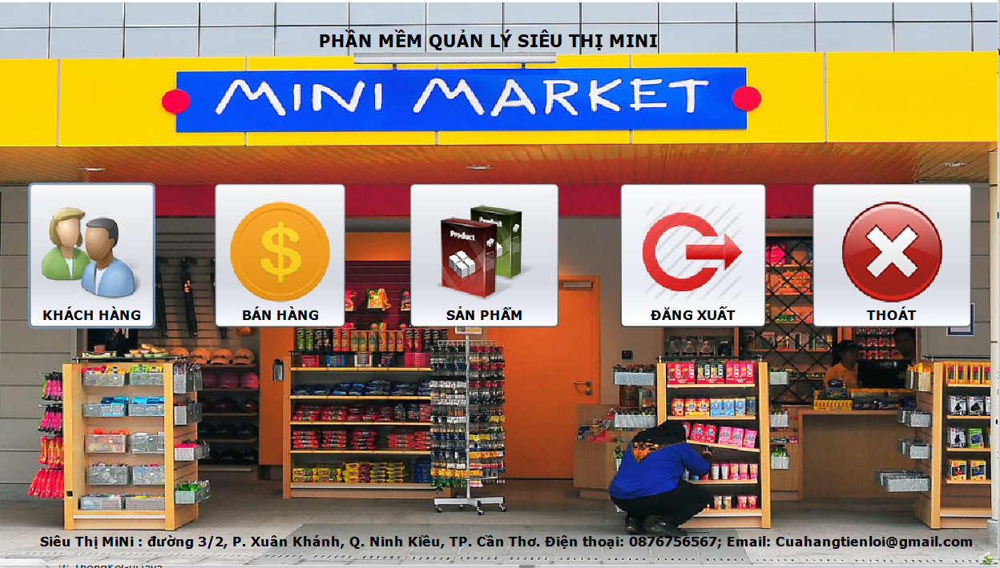 PHẦN MỀM QUẢN LÝ SIÊU THỊ MINI
MINI MARKET
Product
Product
KHÁCH HÀNG
BÁN HÀNG
SẢN PHẨM
ĐĂNG XUẤT
THOÁT
Siêu Thị MiNi : đường 3/2, P. Xuân Khánh, Q. Ninh Kiều, TP. Cần Thơ. Điện thoại: 0876756567; Email: Cuahangtienloi@gmail.com